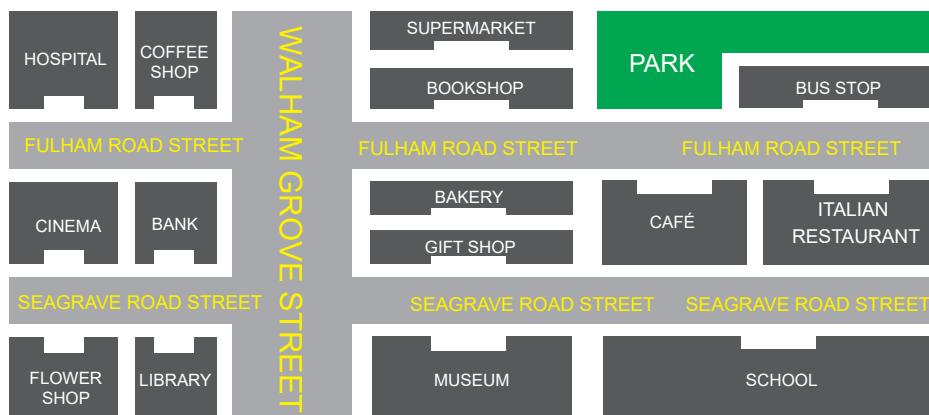 HOSPITAL
COFFEE
SHOP
WALHAM GROVE STREET
SUPERMARKET
BOOKSHOP
PARK
BUS STOP
FULHAM ROAD STREET
FULHAM ROAD STREET
FULHAM ROAD STREET
CINEMA
BANK
BAKERY
GIFT SHOP
CAFÉ
ITALIAN
RESTAURANT
SEAGRAVE ROAD STREET
SEAGRAVE ROAD STREET
SEAGRAVE ROAD STREET
FLOWER
SHOP
LIBRARY
MUSEUM
SCHOOL